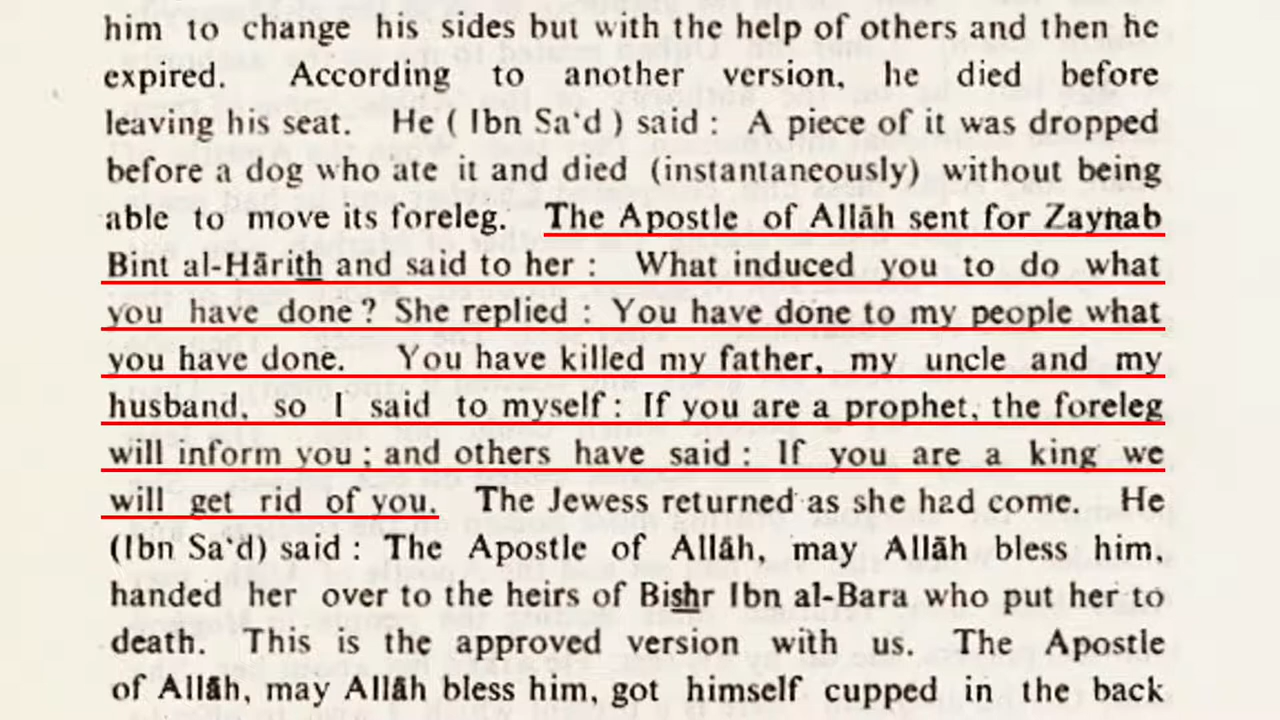 him to change his sides but with the help of others and then he
expired. According to another version, he died before
leaving his seat. He ( Ibn Sa‘d ) said : A piece of it was dropped
before a dog who ate it and died (instantaneously) without being
able to move its foreleg. The Apostle of Allāh sent for Zaynab
Bint al-Ḥārith and said to her : What induced you to do what
you have done ? She replied : You have done to my people what
you have done. You have killed my father, my uncle and my
husband, so I said to myself : If you are a prophet, the foreleg
will inform you ; and others have said : If you are a king we
will get rid of you. The Jewess returned as she had come. He
(Ibn Sa‘d) said : The Apostle of Allāh, may Allāh bless him,
handed her over to the heirs of Bishr Ibn al-Bara who put her to
death. This is the approved version with us. The Apostle
of Allāh, may Allāh bless him, got himself cupped in the back